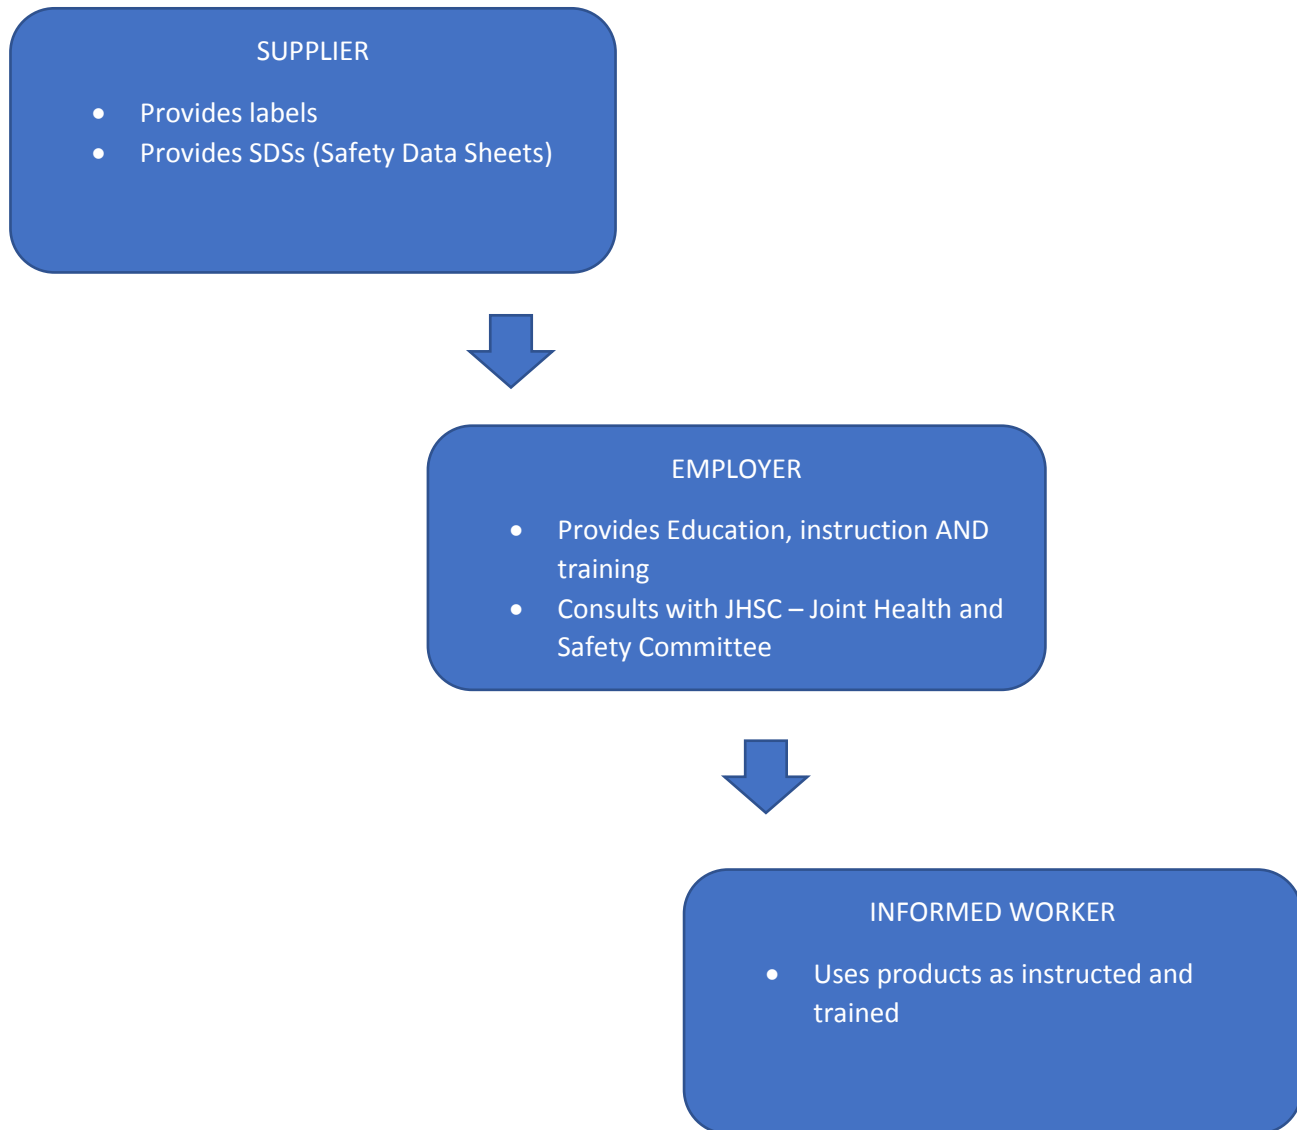 SUPPLIER
• Provides labels
• Provides SDSs (Safety Data Sheets)
EMPLOYER
• Provides Education, instruction AND
training
• Consults with JHSC – Joint Health and
Safety Committee
INFORMED WORKER
• Uses products as instructed and
trained